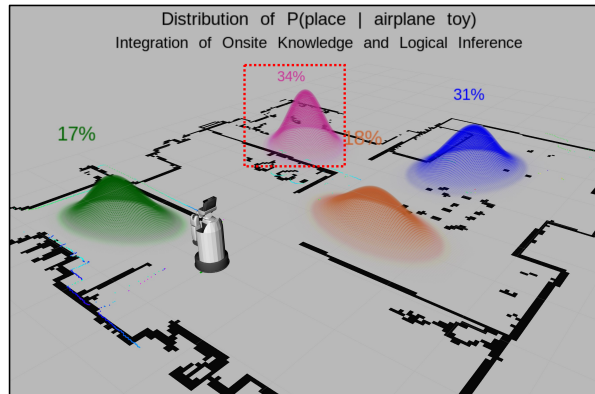 Distribution of P(place | airplane toy)
Integration of Onsite Knowledge and Logical Inference
34%
31%
17%
18%